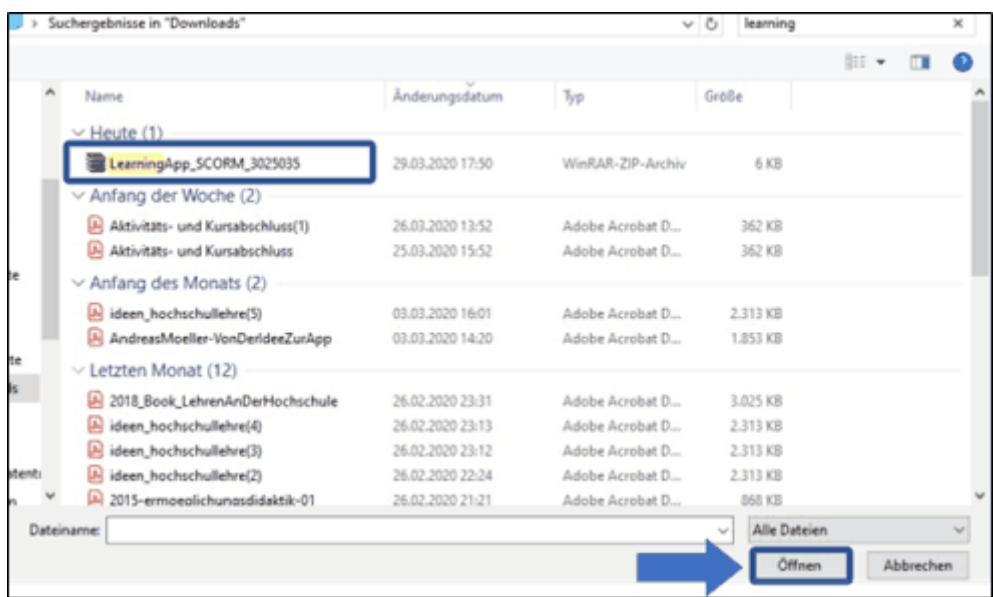 › Suchergebnisse in "Downloads" learning
Name Änderungsdatum Typ Größe
Heute (1)
LearningApp_SCORM_3025035 29.03.2020 17:50 WinRAR-ZIP-Archiv 6 KB
Anfang der Woche (2)
Aktivitäts- und Kursabschluss(1) 26.03.2020 13:52 Adobe Acrobat D... 362 KB
Aktivitäts- und Kursabschluss 25.03.2020 15:52 Adobe Acrobat D... 362 KB
Anfang des Monats (2)
ideen_hochschullehre(5) 03.03.2020 16:01 Adobe Acrobat D... 2.313 KB
AndreasMoeller-VonDerIdeeZurApp 03.03.2020 14:20 Adobe Acrobat D... 1.853 KB
Letzten Monat (12)
2018_Book_LehrenAnDerHochschule 26.02.2020 23:31 Adobe Acrobat D... 3.025 KB
ideen_hochschullehre(4) 26.02.2020 23:13 Adobe Acrobat D... 2.313 KB
ideen_hochschullehre(3) 26.02.2020 23:12 Adobe Acrobat D... 2.313 KB
ideen_hochschullehre(2) 26.02.2020 22:24 Adobe Acrobat D... 2.313 KB
2015-ermoeglichungsdidaktik-01 26.02.2020 21:21 Adobe Acrobat D... 868 KB
Dateiname: Alle Dateien
Öffnen Abbrechen